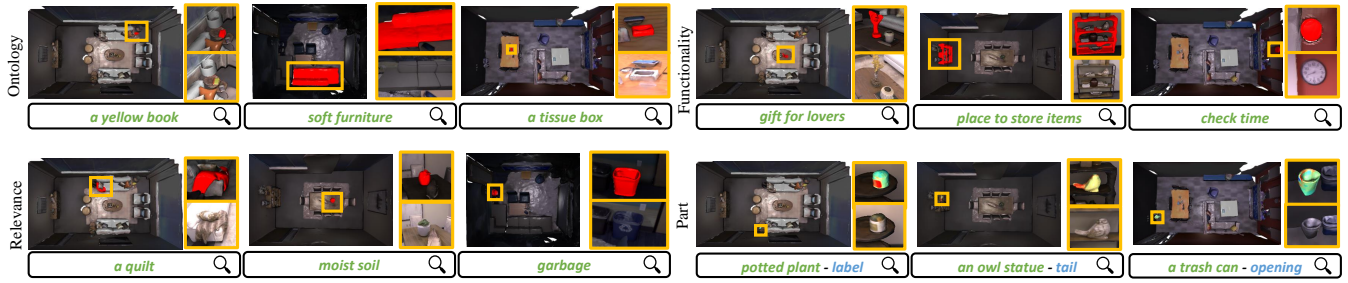 Ontology
a yellow book
soft furniture
a tissue box
Functionality
gift for lovers
place to store items
check time
Relevance
a quilt
moist soil
garbage
Part
potted plant - label
an owl statue - tail
a trash can - opening